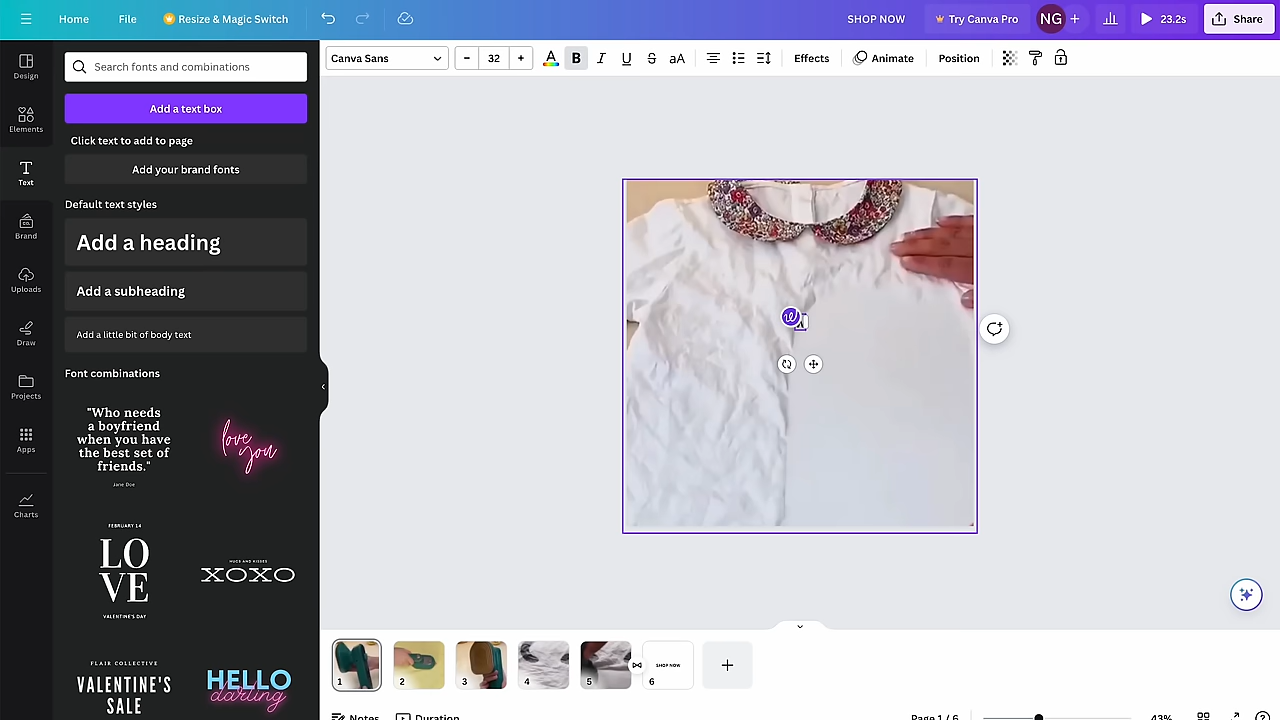 Home File Resize & Magic Switch SHOP NOW Try Canva Pro NG + 23.2s Share
Design
Elements
Text
Brand
Uploads
Draw
Projects
Apps
Charts
Search fonts and combinations
Add a text box
Click text to add to page
Add your brand fonts
Default text styles
Add a heading
Add a subheading
Add a little bit of body text
Font combinations
"Who needs
a boyfriend
when you have
the best set of
friends."
Jane Doe
love
you
FEBRUARY 14
LO
VE
VALENTINE'S DAY
HUGS AND KISSES
XOXO
FLAIR COLLECTIVE
VALENTINE'S
SALE
HELLO
darling
Canva Sans - 32 + A B I U S aA Effects Animate Position
1 2 3 4 5 6
SHOP NOW
Notes Duration Page 1 / 6 43%